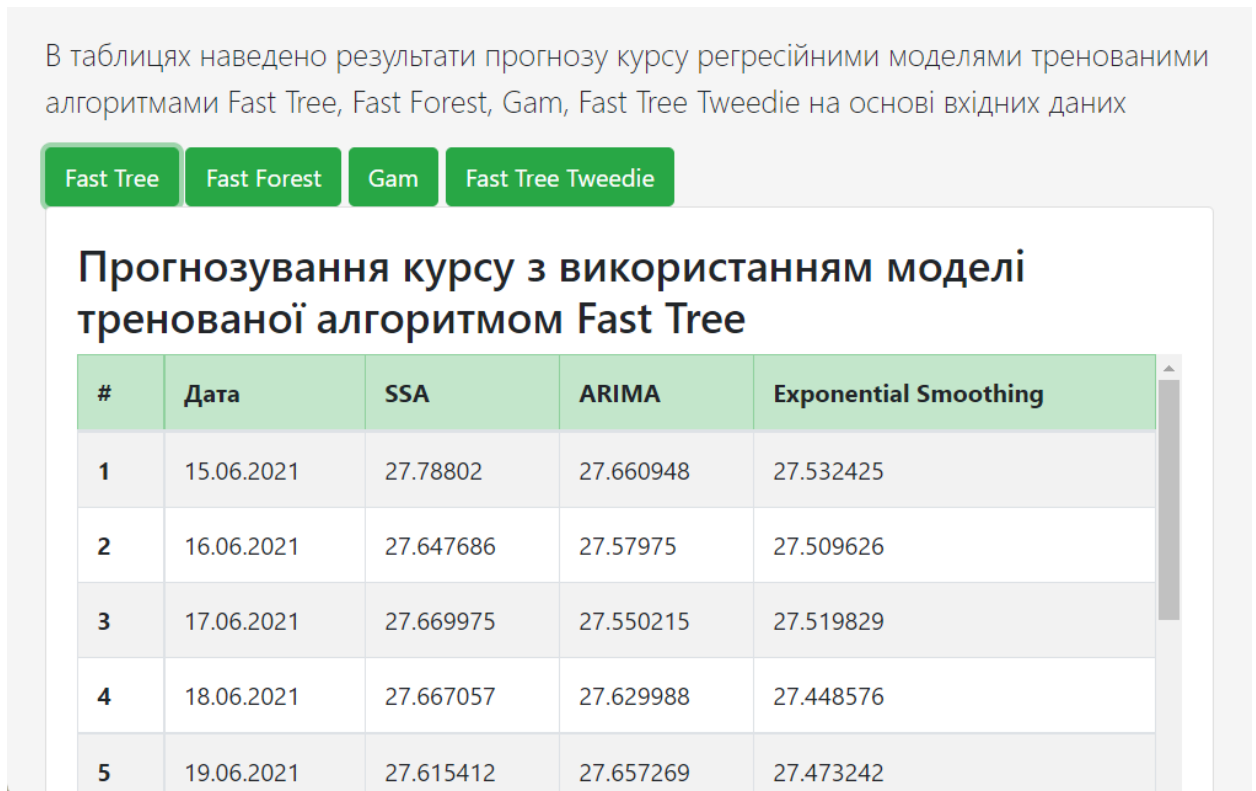 В таблицях наведено результати прогнозу курсу регресійними моделями тренованими
алгоритмами Fast Tree, Fast Forest, Gam, Fast Tree Tweedie на основі вхідних даних
Fast Tree Fast Forest Gam Fast Tree Tweedie
Прогнозування курсу з використанням моделі
тренованої алгоритмом Fast Tree
# Дата SSA ARIMA Exponential Smoothing
1 15.06.2021 27.78802 27.660948 27.532425
2 16.06.2021 27.647686 27.57975 27.509626
3 17.06.2021 27.669975 27.550215 27.519829
4 18.06.2021 27.667057 27.629988 27.448576
5 19.06.2021 27.615412 27.657269 27.473242